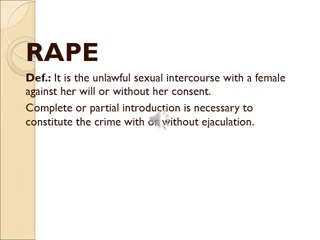 RAPE
Def.: It is the unlawful sexual intercourse with a female
against her will or without her consent.
Complete or partial introduction is necessary to
constitute the crime with or without ejaculation.